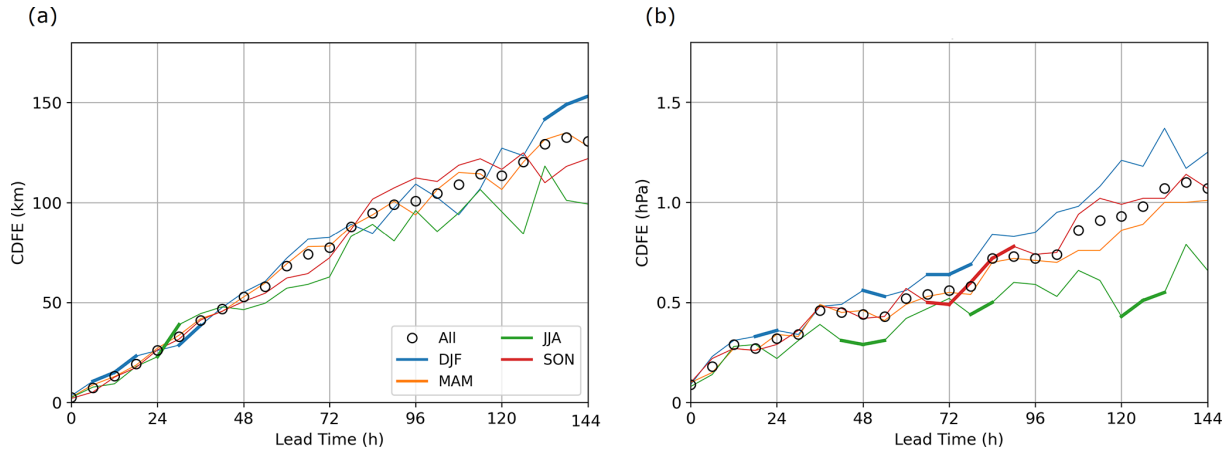 (a)
CDFE (km)
150
100
50
0
0 24 48 72 96 120 144
Lead Time (h)
All
DJF
MAM
JJA
SON
(b)
CDFE (hPa)
1.5
1.0
0.5
0.0
0 24 48 72 96 120 144
Lead Time (h)